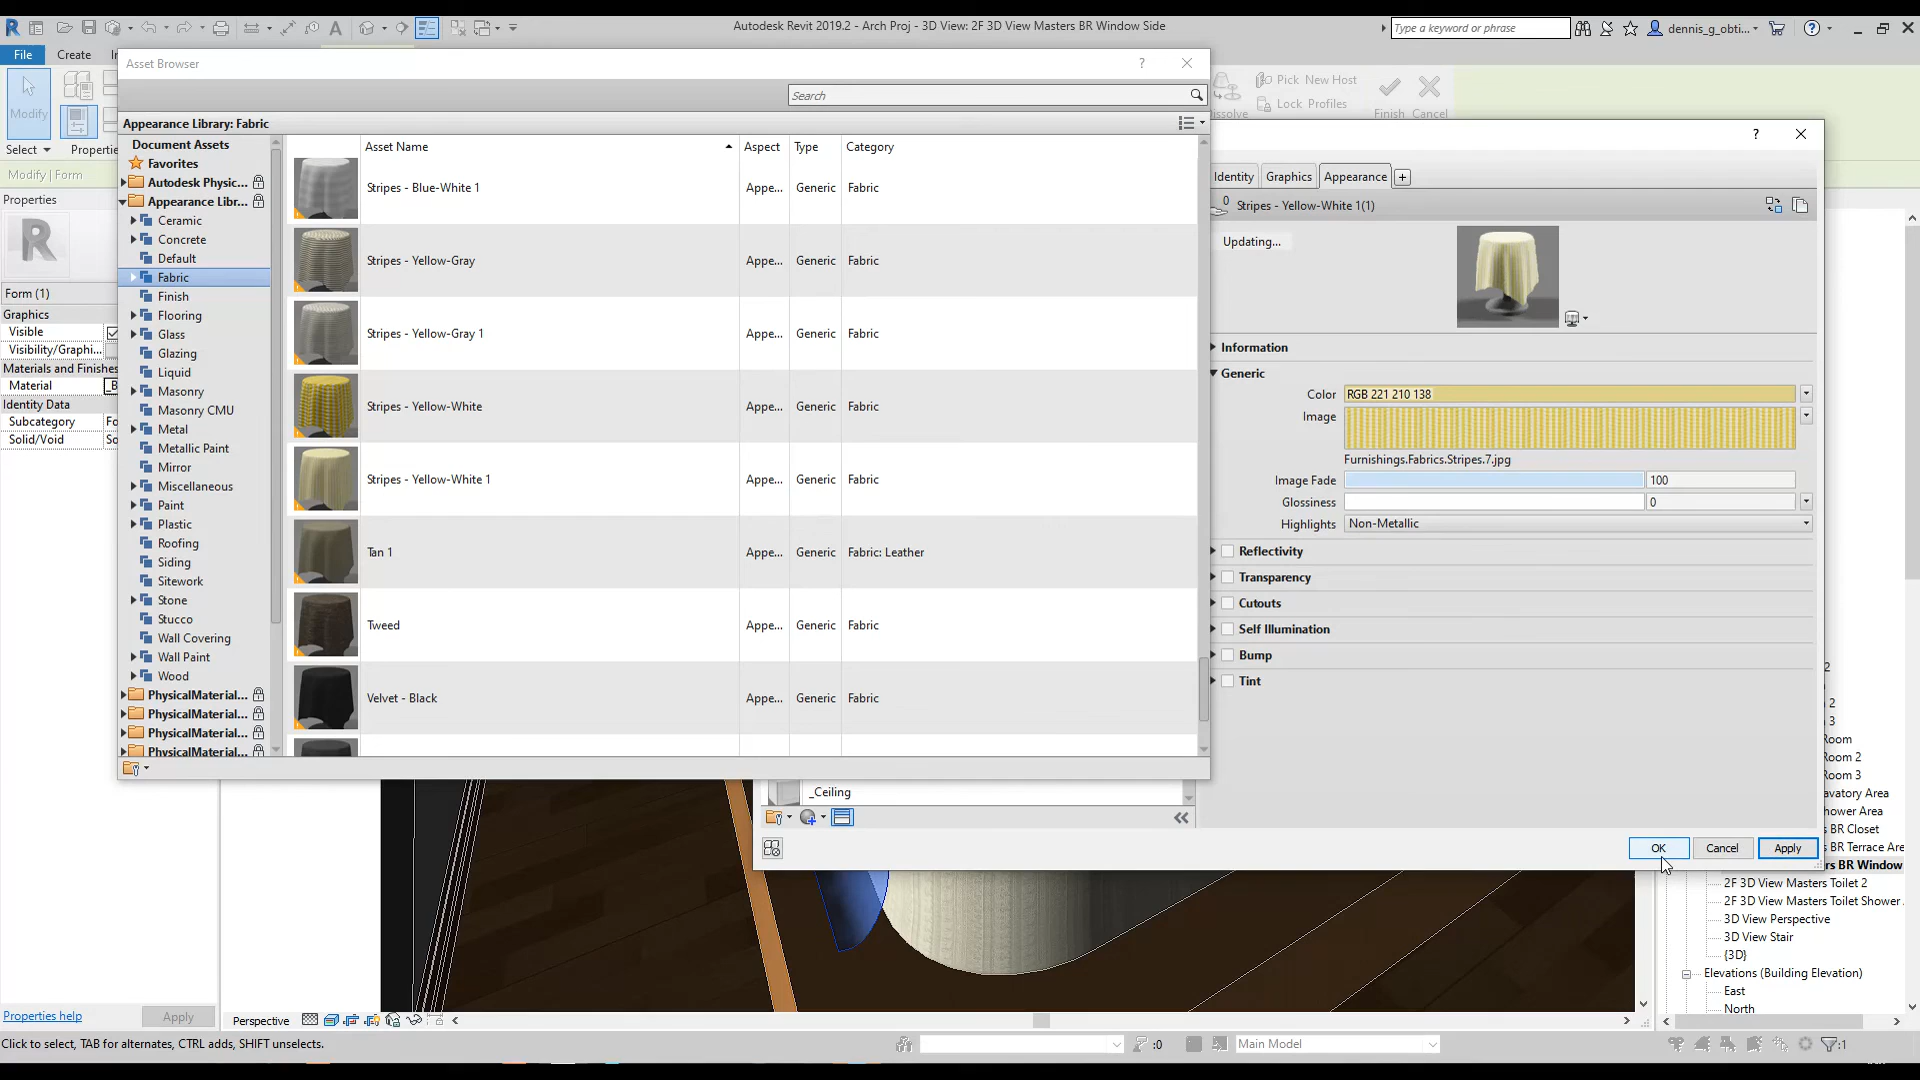 Autodesk Revit 2019.2 - Arch Proj - 3D View: 2F 3D View Masters BR Window Side
Type a keyword or phrase
dennis_g_obti...
File
Create
Asset Browser
Search
Modify
Select
Properti
Modify | Form
Pick New Host
Lock Profiles
Finish
Cancel
Properties
Form (1)
Graphics
Visible
Visibility/Graphi...
Materials and Finishes
Material
_B
Identity Data
Subcategory
Fo
Solid/Void
So
Appearance Library: Fabric
Document Assets
Favorites
Autodesk Physic...
Appearance Libr...
Ceramic
Concrete
Default
Fabric
Finish
Flooring
Glass
Glazing
Liquid
Masonry
Masonry CMU
Metal
Metallic Paint
Mirror
Miscellaneous
Paint
Plastic
Roofing
Siding
Sitework
Stone
Stucco
Wall Covering
Wall Paint
Wood
PhysicalMaterial...
PhysicalMaterial...
PhysicalMaterial...
PhysicalMaterial...
Asset Name Aspect Type Category
Stripes - Blue-White 1 Appe... Generic Fabric
Stripes - Yellow-Gray Appe... Generic Fabric
Stripes - Yellow-Gray 1 Appe... Generic Fabric
Stripes - Yellow-White Appe... Generic Fabric
Stripes - Yellow-White 1 Appe... Generic Fabric
Tan 1 Appe... Generic Fabric: Leather
Tweed Appe... Generic Fabric
Velvet - Black Appe... Generic Fabric
Identity Graphics Appearance
0 Stripes - Yellow-White 1(1)
Updating...
Information
Generic
Color RGB 221 210 138
Image
Furnishings.Fabrics.Stripes.7.jpg
Image Fade 100
Glossiness 0
Highlights Non-Metallic
Reflectivity
Transparency
Cutouts
Self Illumination
Bump
Tint
_Ceiling
OK Cancel Apply
2
2
3
Room
Room 2
Room 3
avatory Area
hower Area
s BR Closet
s BR Terrace Are
rs BR Window
2F 3D View Masters Toilet 2
2F 3D View Masters Toilet Shower
3D View Perspective
3D View Stair
{3D}
Elevations (Building Elevation)
East
North
Properties help
Apply
Perspective
Click to select, TAB for alternates, CTRL adds, SHIFT unselects.
:0
Main Model
:1